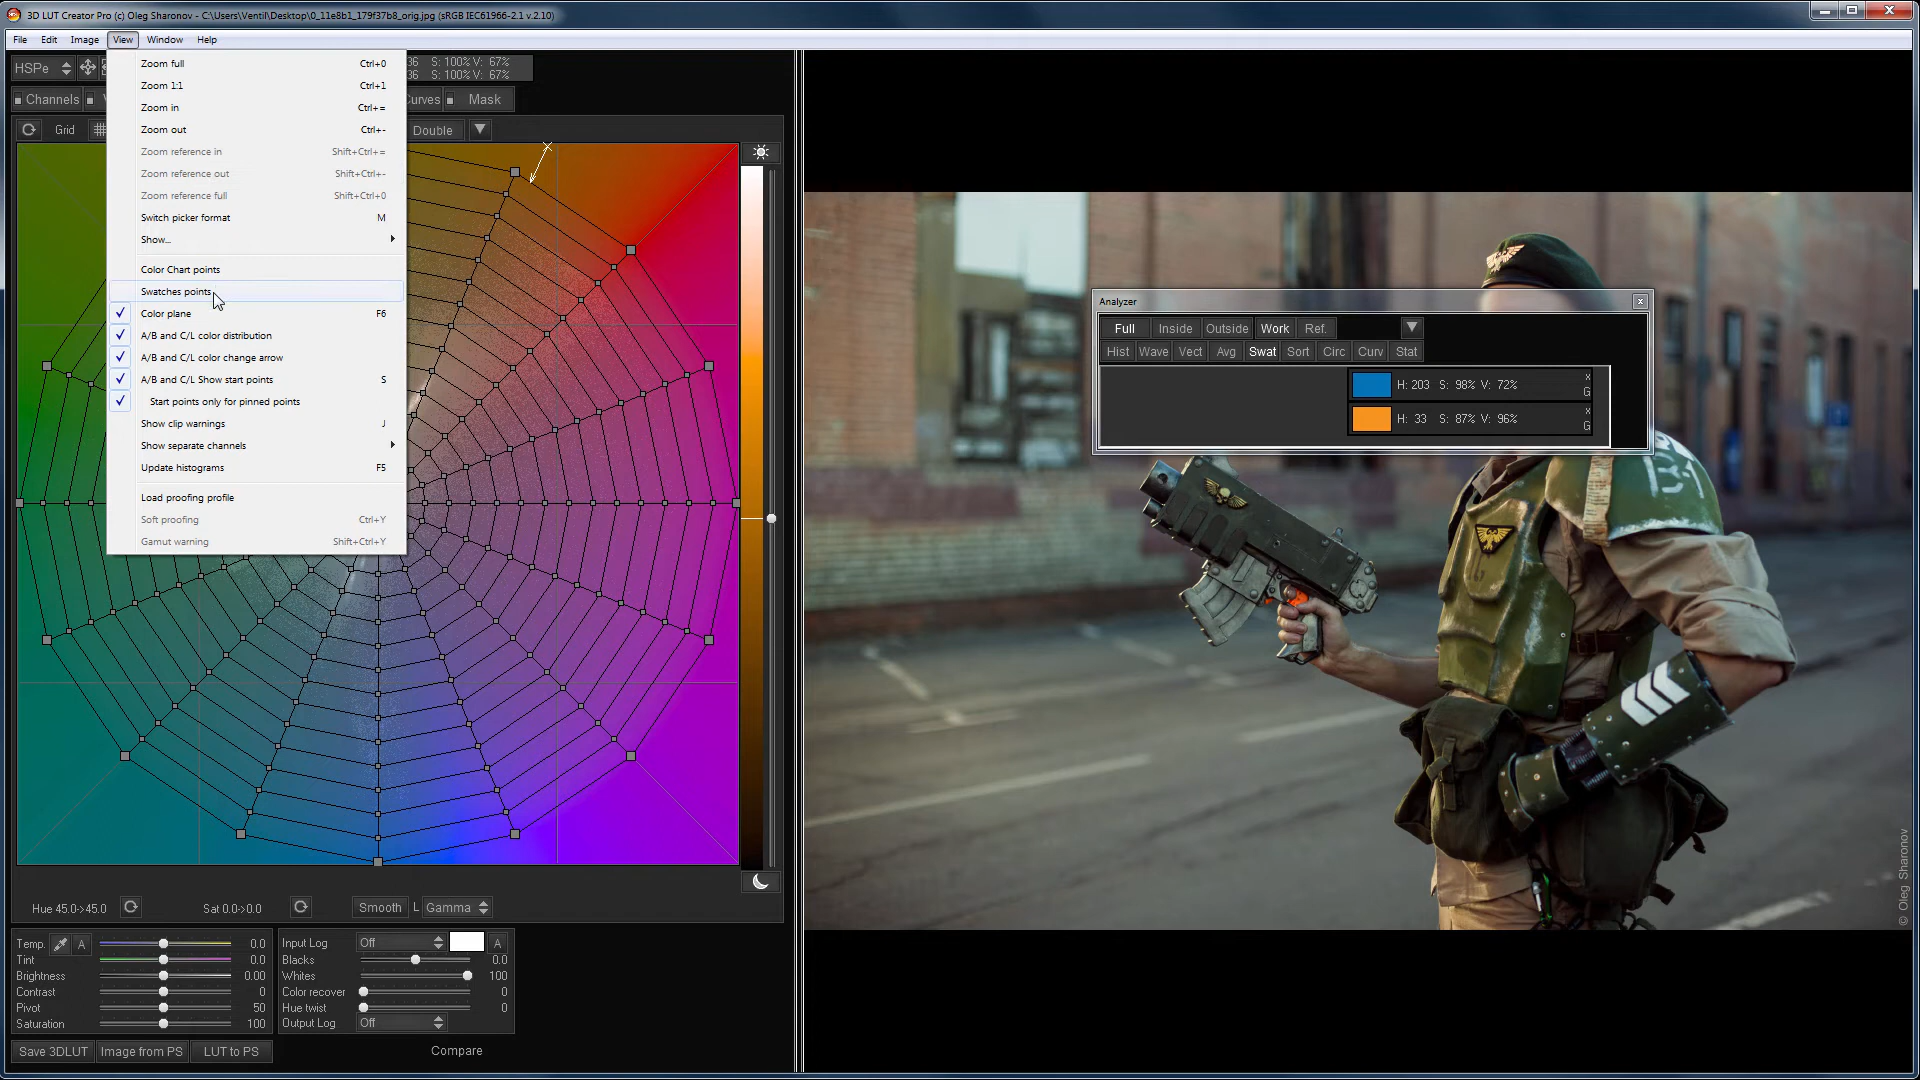 3D LUT Creator Pro (c) Oleg Sharonov - C:\Users\Ventil\Desktop\0_11e8b1_179f37b8_orig.jpg (sRGB IEC61966-2.1 v.2.10)
File Edit Image View Window Help
HSPe
36 S: 100% V: 67%
36 S: 100% V: 67%
Channels
Curves
Mask
Grid
Double
Zoom full Ctrl+0
Zoom 1:1 Ctrl+1
Zoom in Ctrl+=
Zoom out Ctrl+-
Zoom reference in Shift+Ctrl+=
Zoom reference out Shift+Ctrl+-
Zoom reference full Shift+Ctrl+0
Switch picker format M
Show...
Color Chart points
Swatches points
Color plane F6
A/B and C/L color distribution
A/B and C/L color change arrow
A/B and C/L Show start points S
Start points only for pinned points
Show clip warnings J
Show separate channels
Update histograms F5
Load proofing profile
Soft proofing Ctrl+Y
Gamut warning Shift+Ctrl+Y
Analyzer
Full Inside Outside Work Ref.
Hist Wave Vect Avg Swat Sort Circ Curv Stat
H: 203 S: 98% V: 72% X G
H: 33 S: 87% V: 96% X G
Hue 45.0->45.0 Sat 0.0->0.0 Smooth L Gamma
Temp. A 0.0
Tint 0.0
Brightness 0.00
Contrast 0
Pivot 50
Saturation 100
Input Log Off A
Blacks 0.0
Whites 100
Color recover 0
Hue twist 0
Output Log Off
Save 3DLUT Image from PS LUT to PS Compare
© Oleg Sharonov